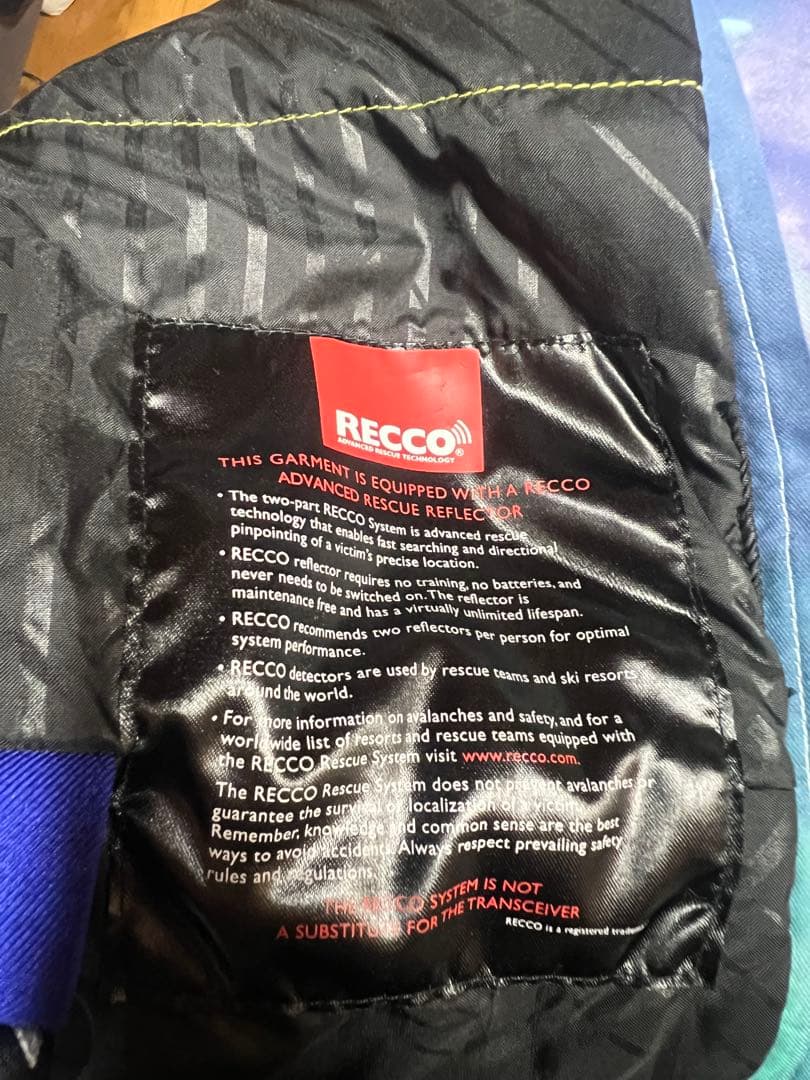 RECCO®
ADVANCED RESCUE TECHNOLOGY
THIS GARMENT IS EQUIPPED WITH A RECCO
ADVANCED RESCUE REFLECTOR
• The two-part RECCO System is advanced rescue
technology that enables fast searching and directional
pinpointing of a victim's precise location.
• RECCO reflector requires no training, no batteries, and
never needs to be switched on. The reflector is
maintenance free and has a virtually unlimited lifespan.
• RECCO recommends two reflectors per person for optimal
system performance.
• RECCO detectors are used by rescue teams and ski resorts
around the world.
• For more information on avalanches and safety, and for a
worldwide list of resorts and rescue teams equipped with
the RECCO Rescue System visit www.recco.com.
The RECCO Rescue System does not prevent avalanches or
guarantee the survival or localization of a victim.
Remember, knowledge and common sense are the best
ways to avoid accidents. Always respect prevailing safety
rules and regulations.
THE RECCO SYSTEM IS NOT
A SUBSTITUTE FOR THE TRANSCEIVER
RECCO is a registered